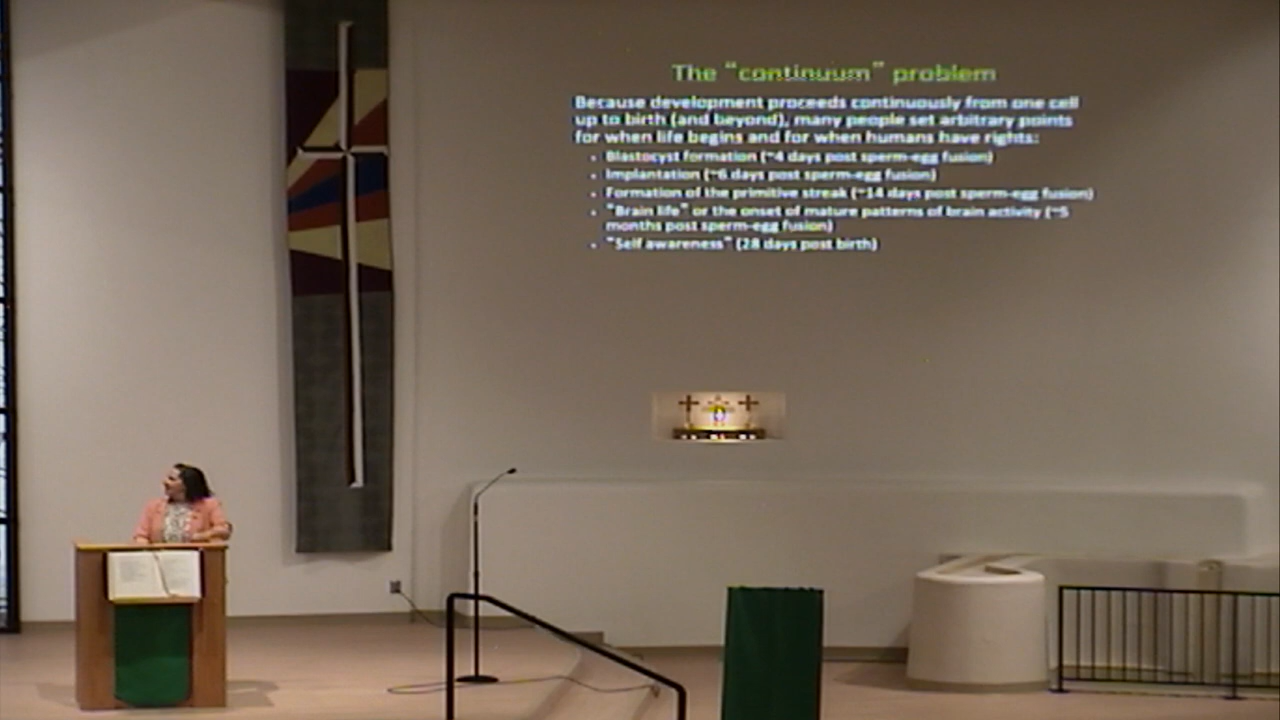 The “continuum” problem
Because development proceeds continuously from one cell
up to birth (and beyond), many people set arbitrary points
for when life begins and for when humans have rights:
• Blastocyst formation (~4 days post sperm-egg fusion)
• Implantation (~6 days post sperm-egg fusion)
• Formation of the primitive streak (~14 days post sperm-egg fusion)
• “Brain life” or the onset of mature patterns of brain activity (~5
months post sperm-egg fusion)
• “Self awareness” (28 days post birth)